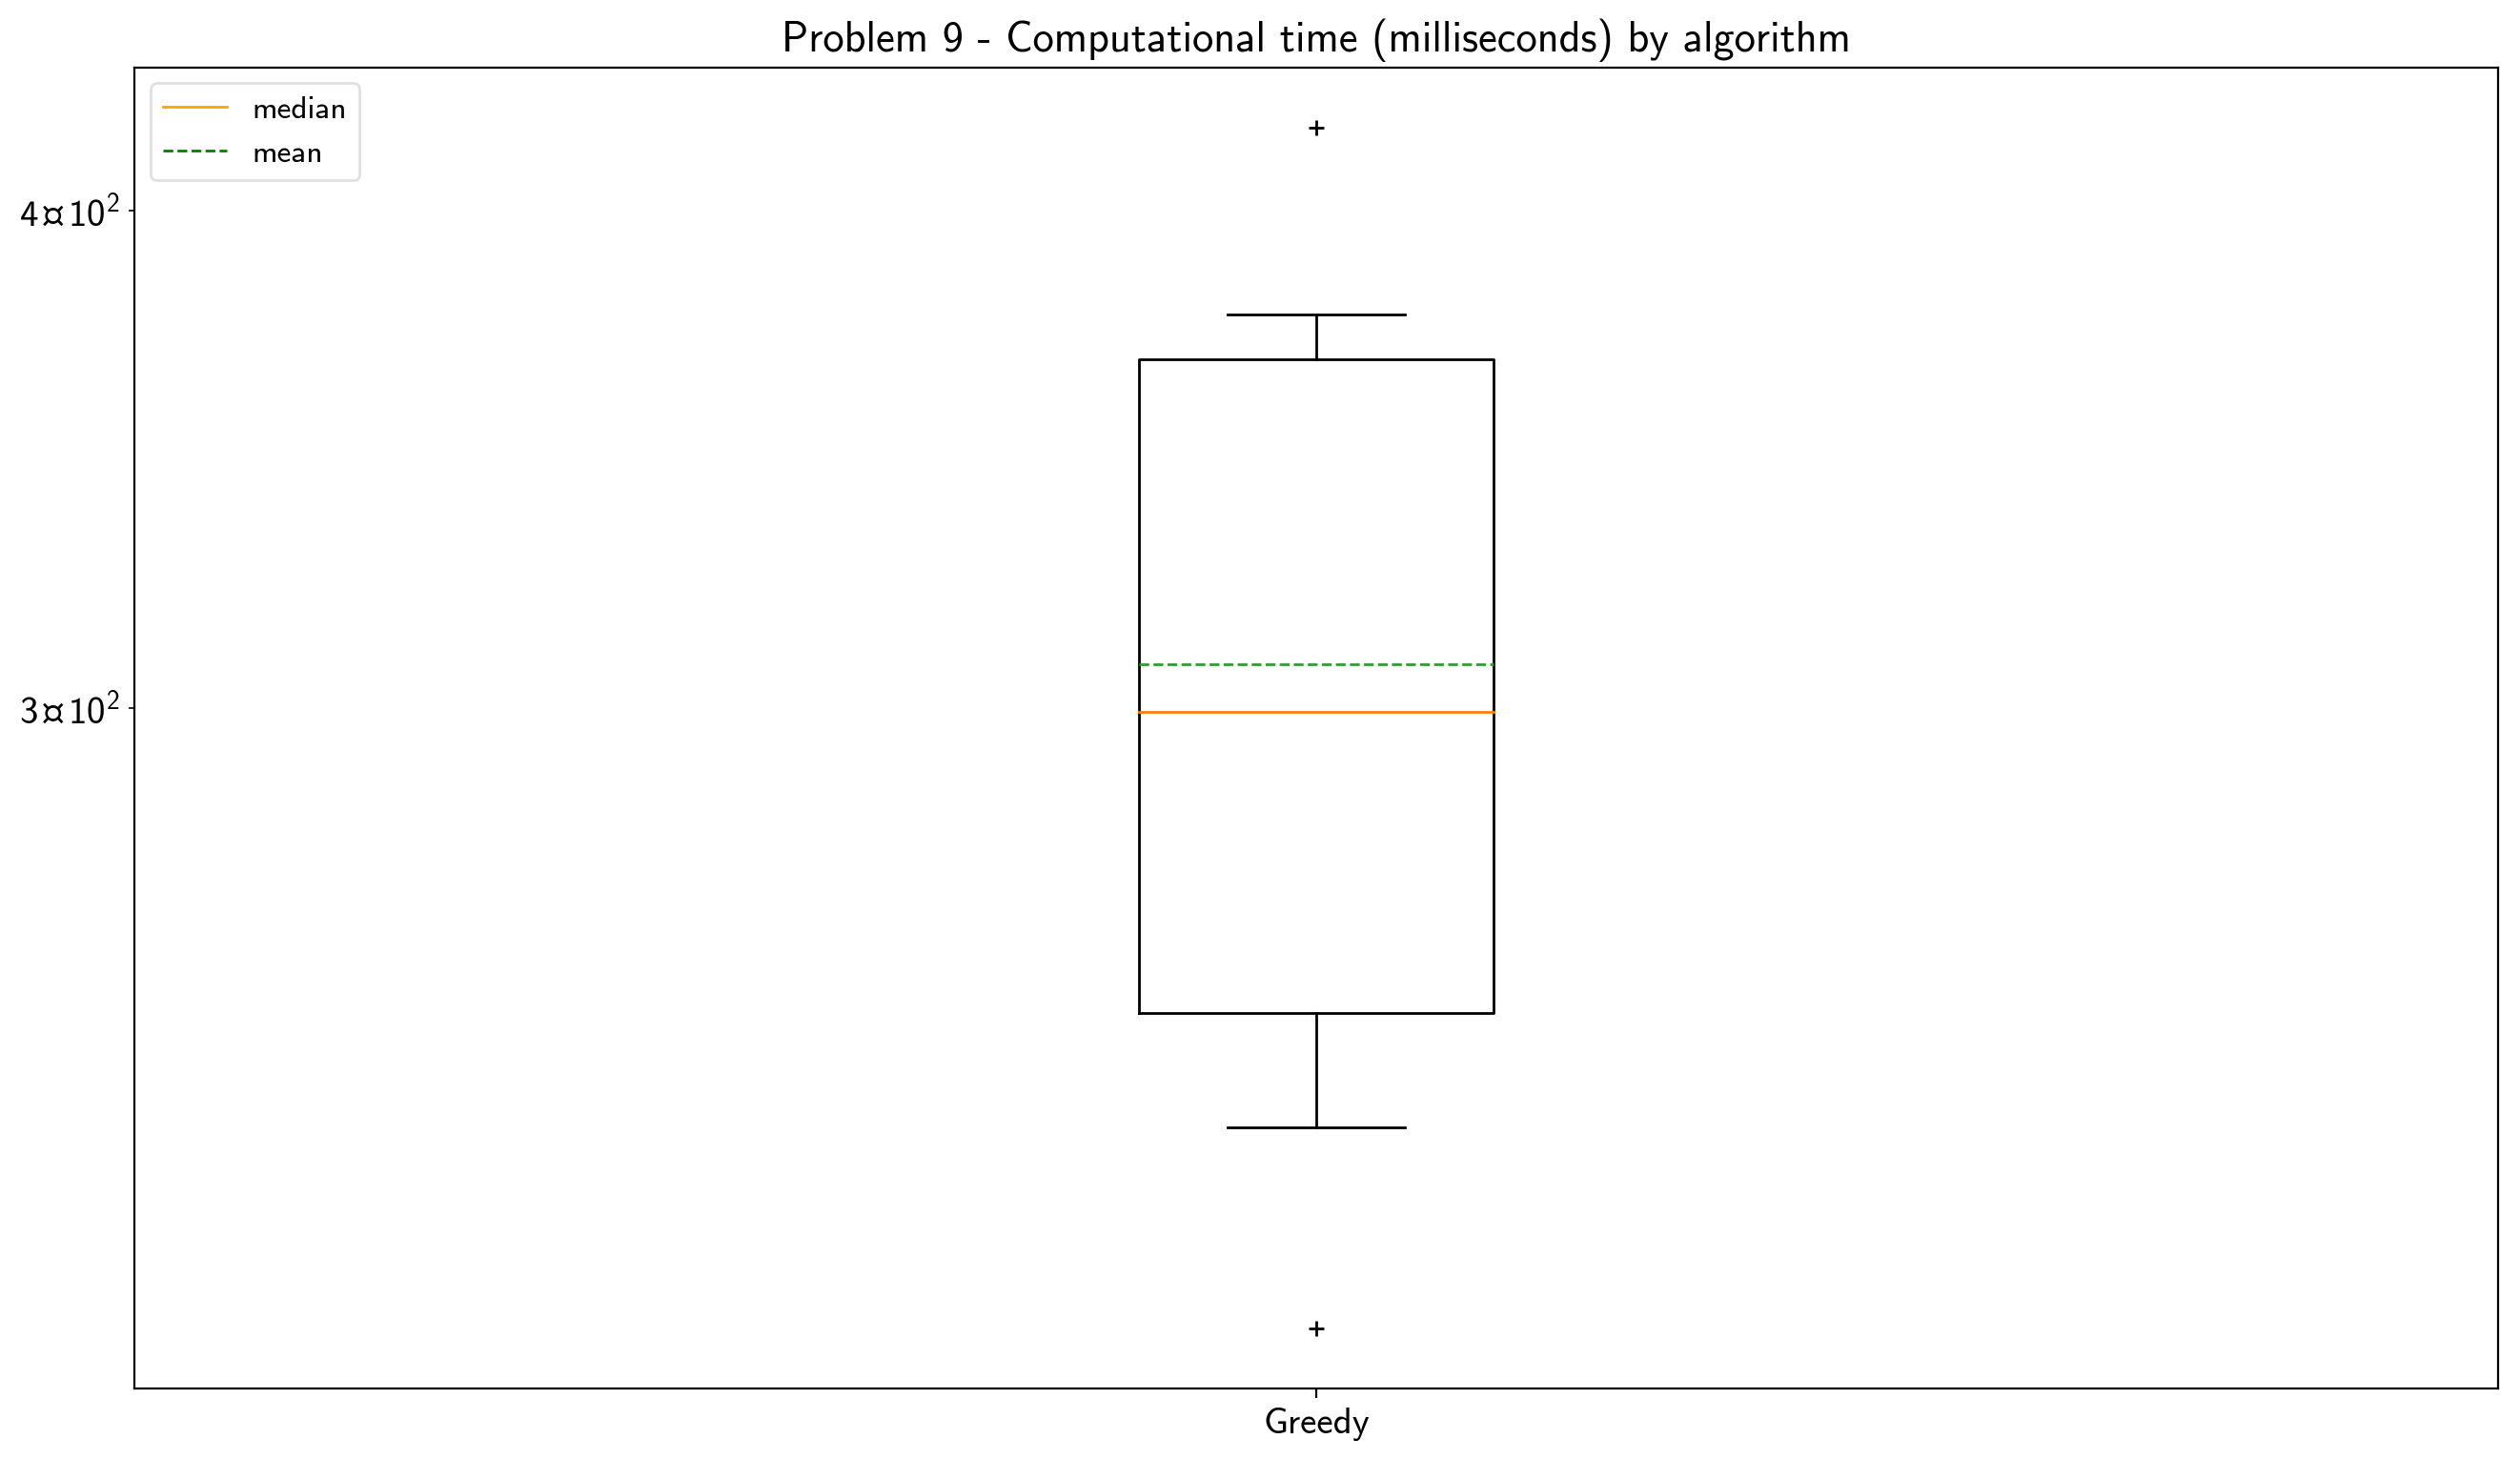 Problem 9 - Computational time (milliseconds) by algorithm
median
mean
4¤10²
3¤10²
Greedy